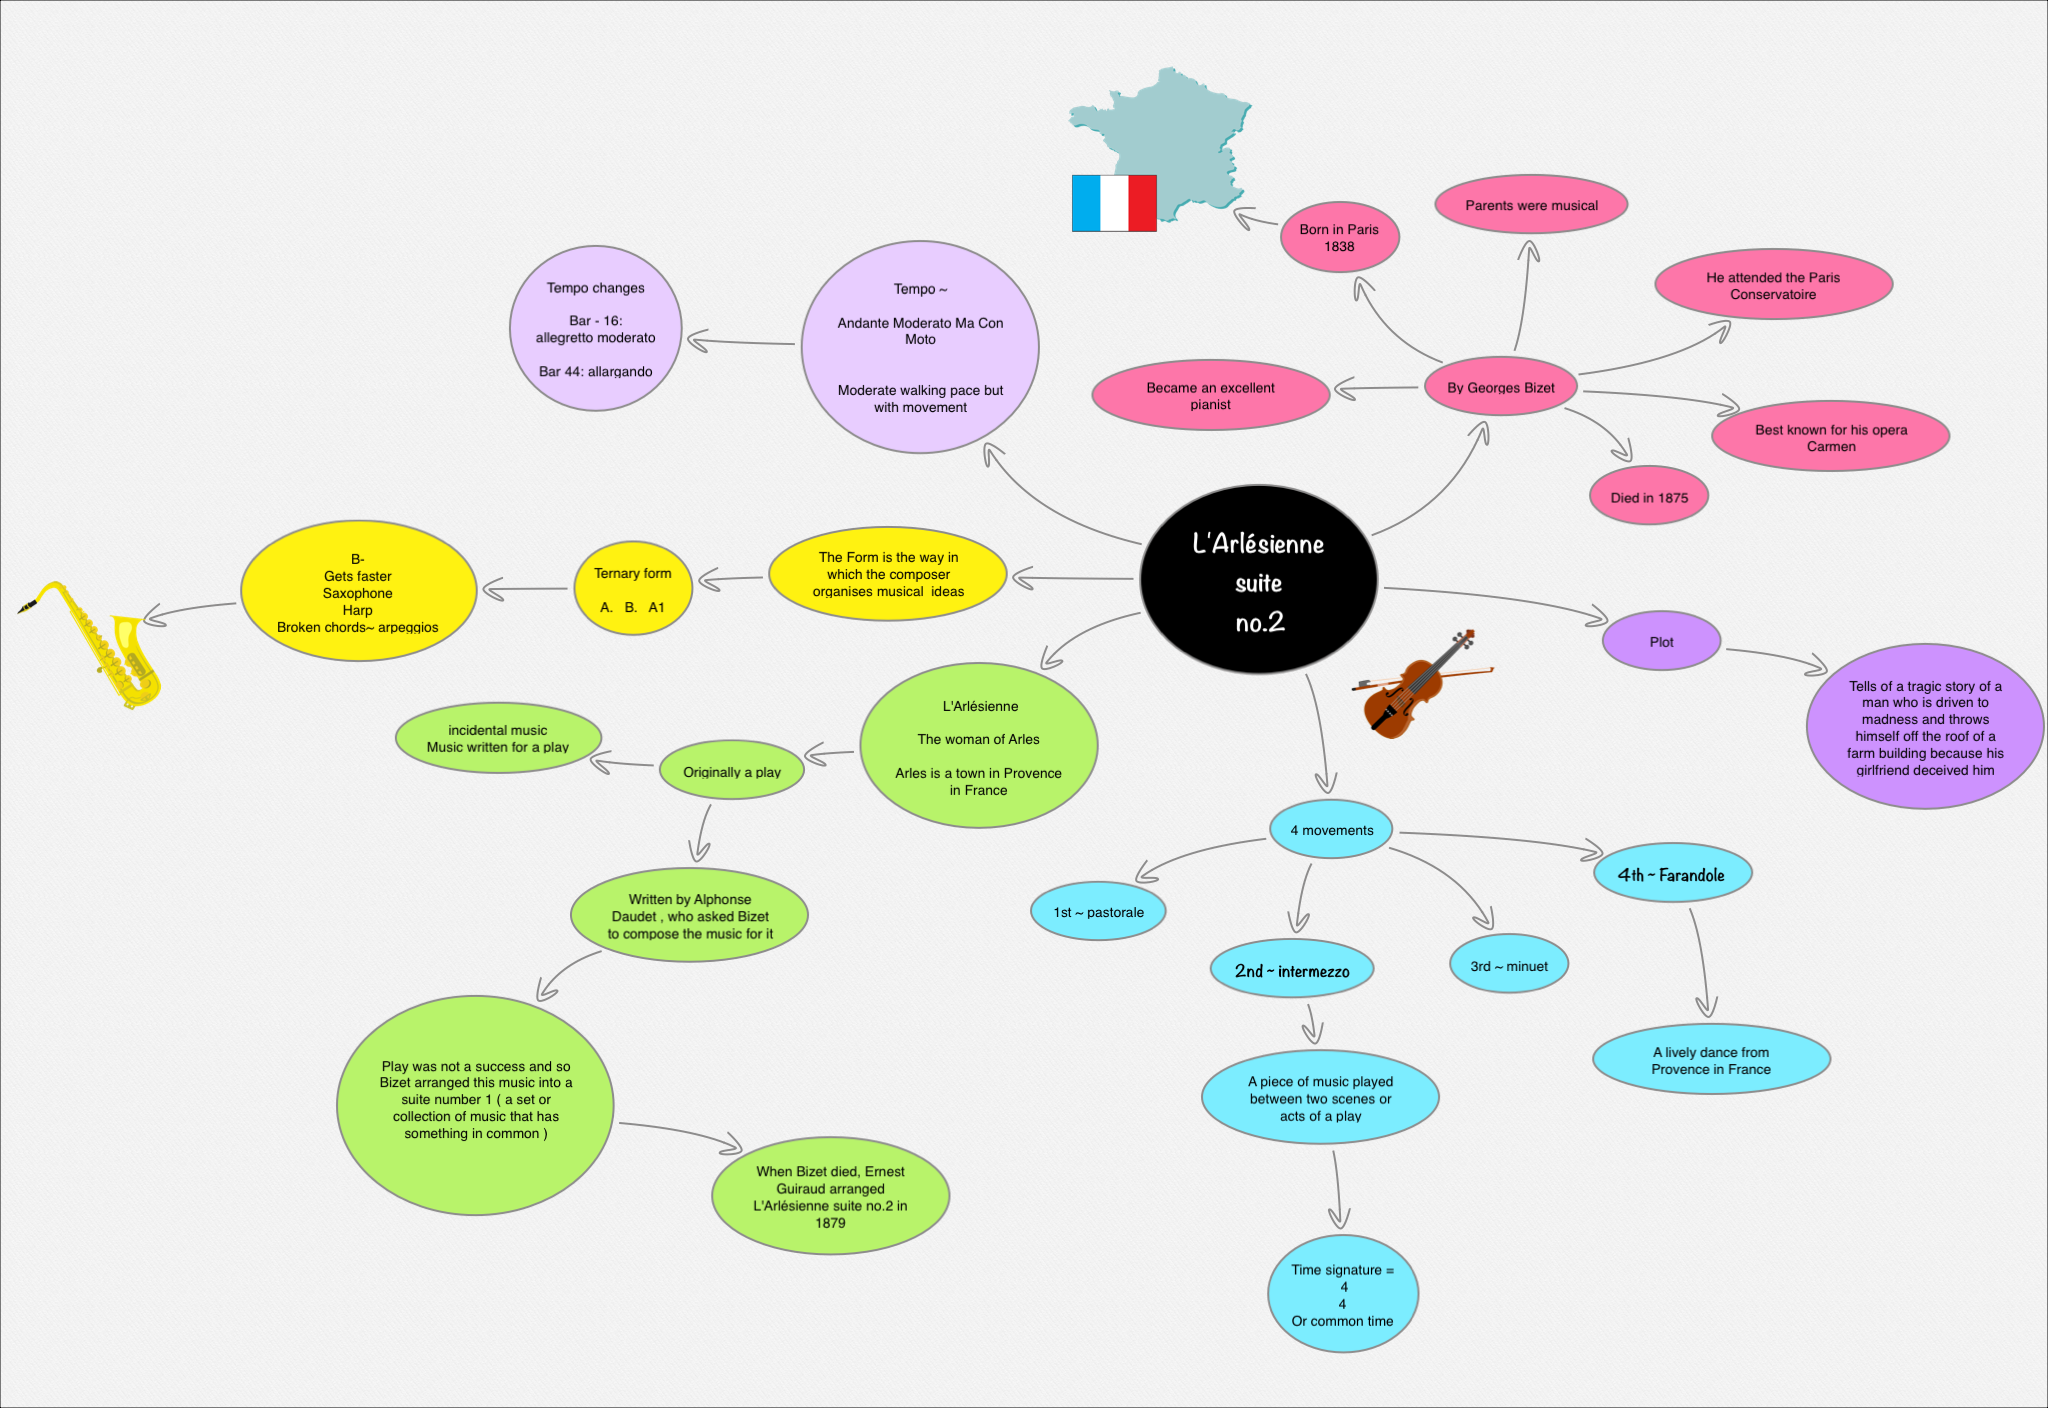 L'Arlésienne
suite
no.2
By Georges Bizet
Born in Paris
1838
Parents were musical
He attended the Paris
Conservatoire
Best known for his opera
Carmen
Died in 1875
Became an excellent
pianist
Plot
Tells of a tragic story of a
man who is driven to
madness and throws
himself off the roof of a
farm building because his
girlfriend deceived him
4 movements
1st ~ pastorale
2nd ~ intermezzo
A piece of music played
between two scenes or
acts of a play
Time signature =
4
4
Or common time
3rd ~ minuet
4th ~ Farandole
A lively dance from
Provence in France
L'Arlésienne
The woman of Arles
Arles is a town in Provence
in France
Originally a play
incidental music
Music written for a play
Written by Alphonse
Daudet , who asked Bizet
to compose the music for it
Play was not a success and so
Bizet arranged this music into a
suite number 1 ( a set or
collection of music that has
something in common )
When Bizet died, Ernest
Guiraud arranged
L'Arlésienne suite no.2 in
1879
The Form is the way in
which the composer
organises musical  ideas
Ternary form
A.   B.   A1
B-
Gets faster
Saxophone
Harp
Broken chords~ arpeggios
Tempo ~
Andante Moderato Ma Con
Moto
Moderate walking pace but
with movement
Tempo changes
Bar - 16:
allegretto moderato
Bar 44: allargando